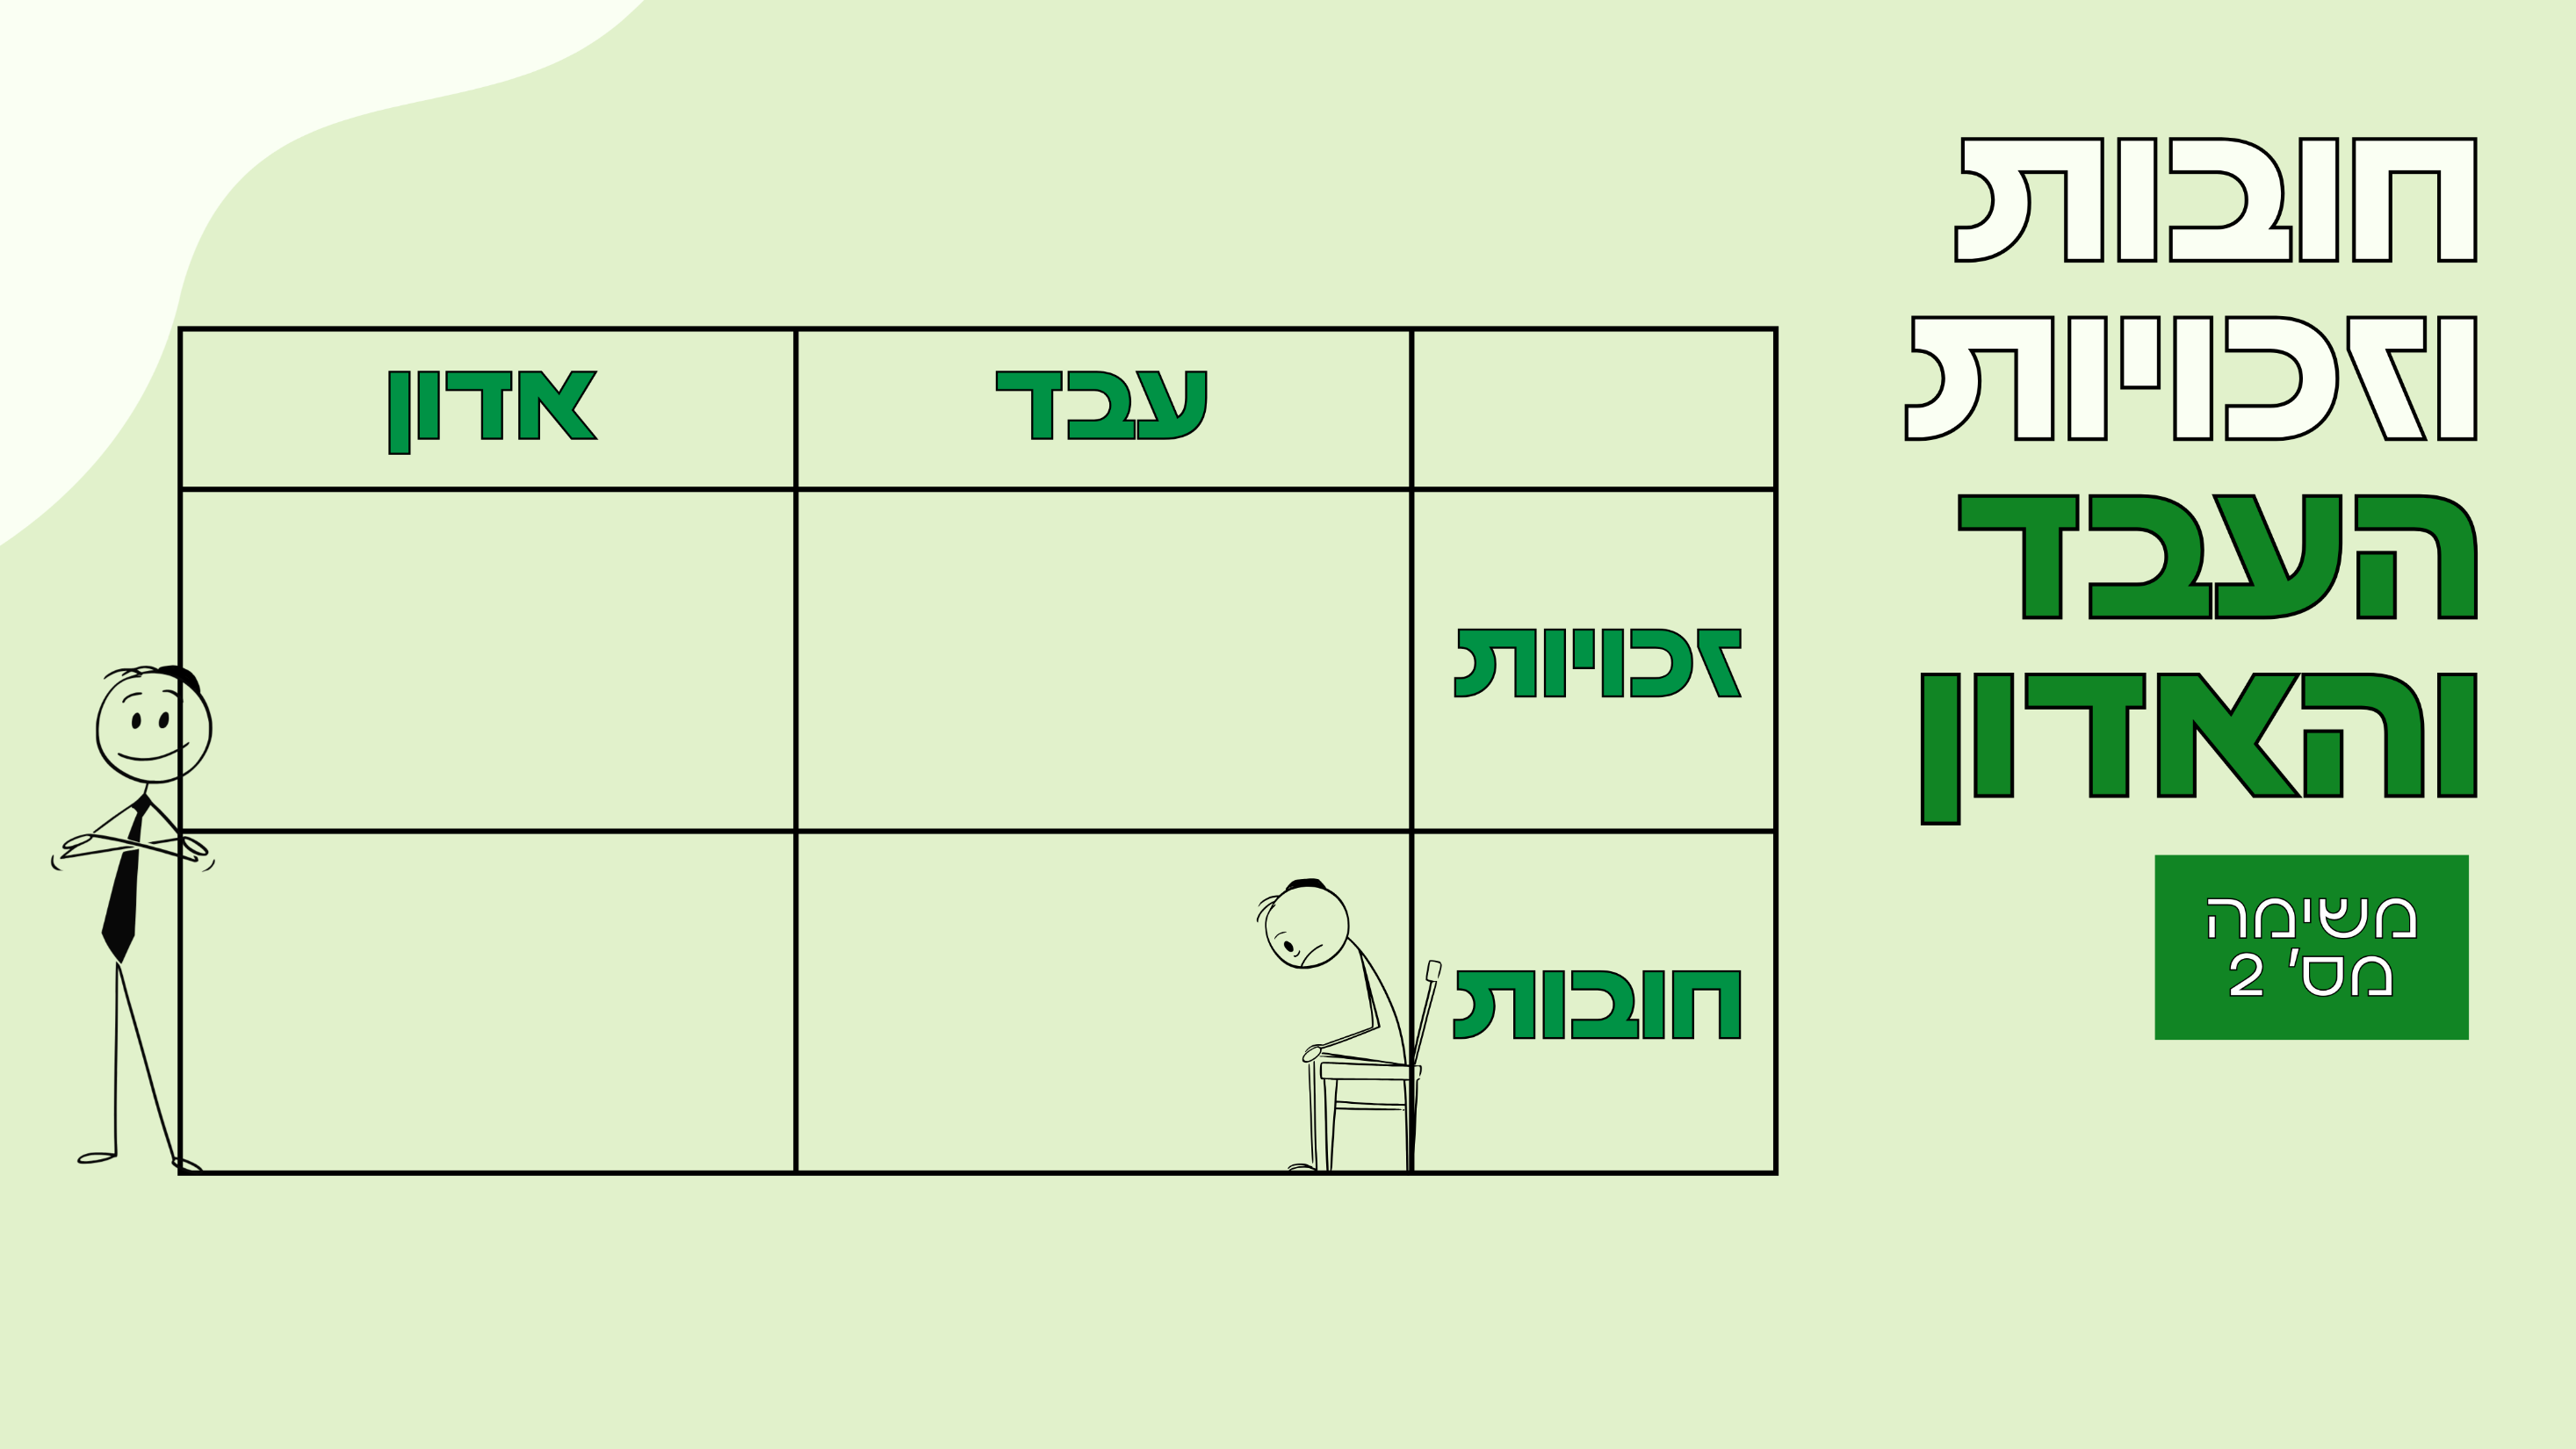 חובות
וזכויות
העבד
והאדון
משימה
מס' 2
עבד
אדון
זכויות
חובות